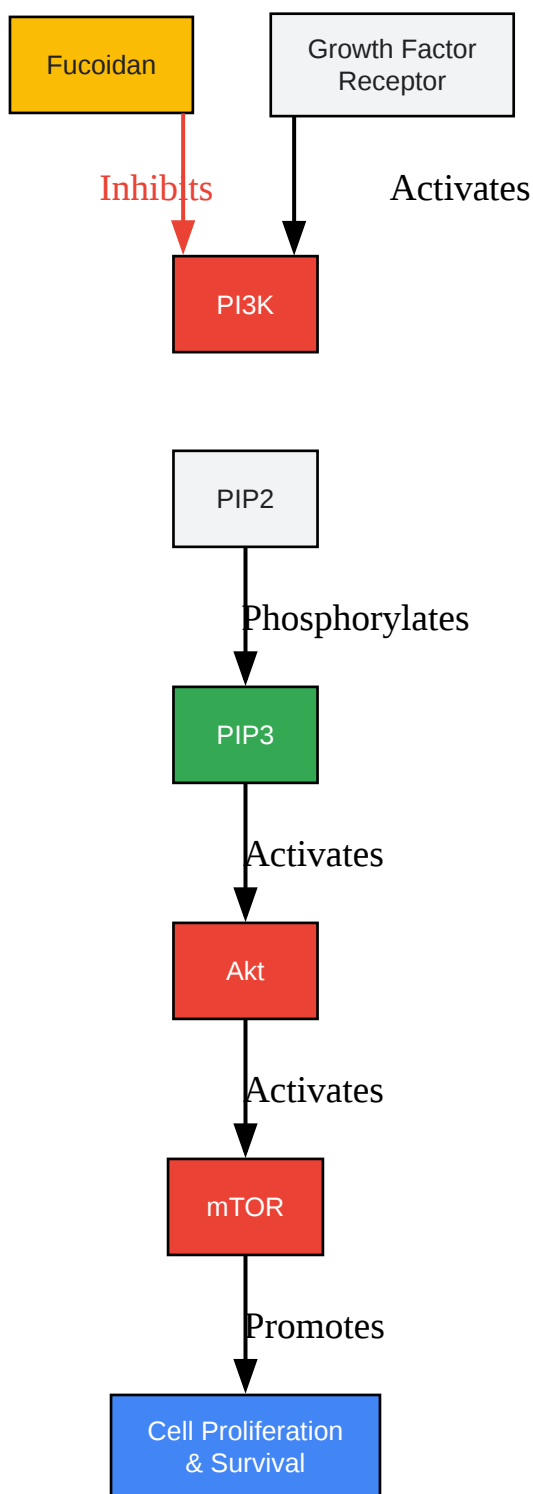 Fucoidan
Growth Factor
Receptor
Inhibits
Activates
PI3K
PIP2
Phosphorylates
PIP3
Activates
Akt
Activates
mTOR
Promotes
Cell Proliferation
& Survival